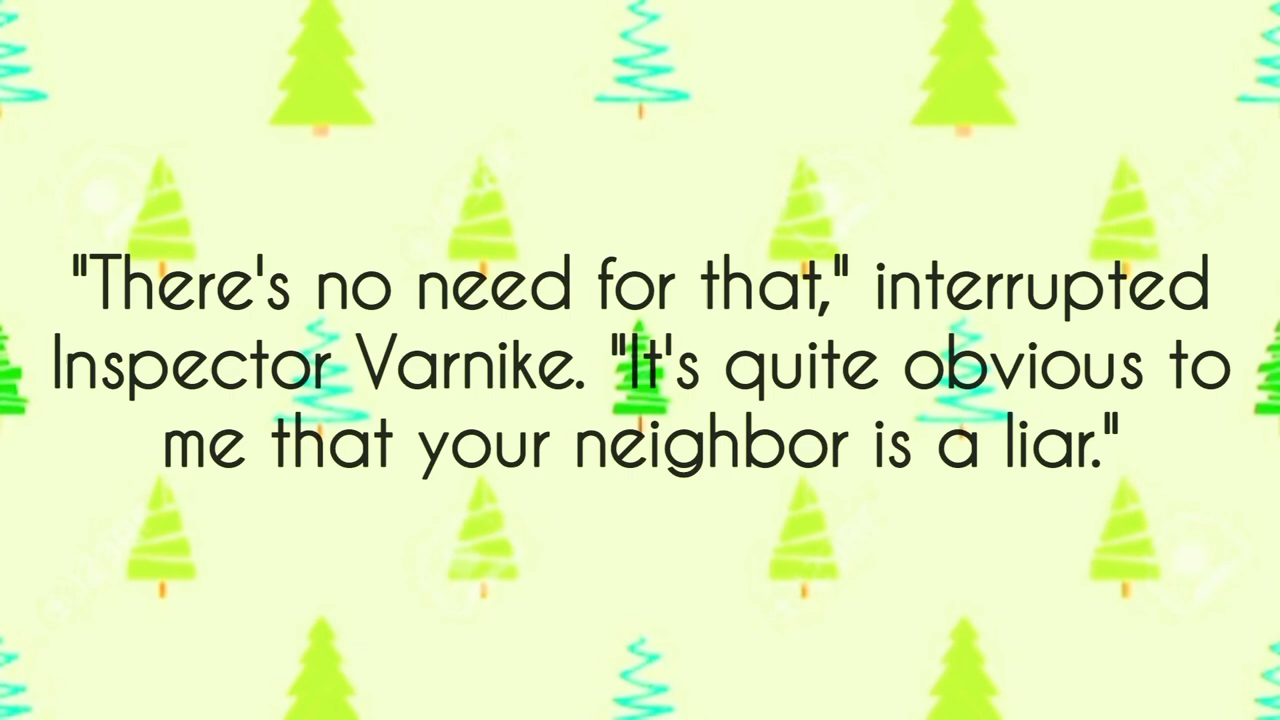 "There's no need for that," interrupted
Inspector Varnike. "It's quite obvious to
me that your neighbor is a liar."